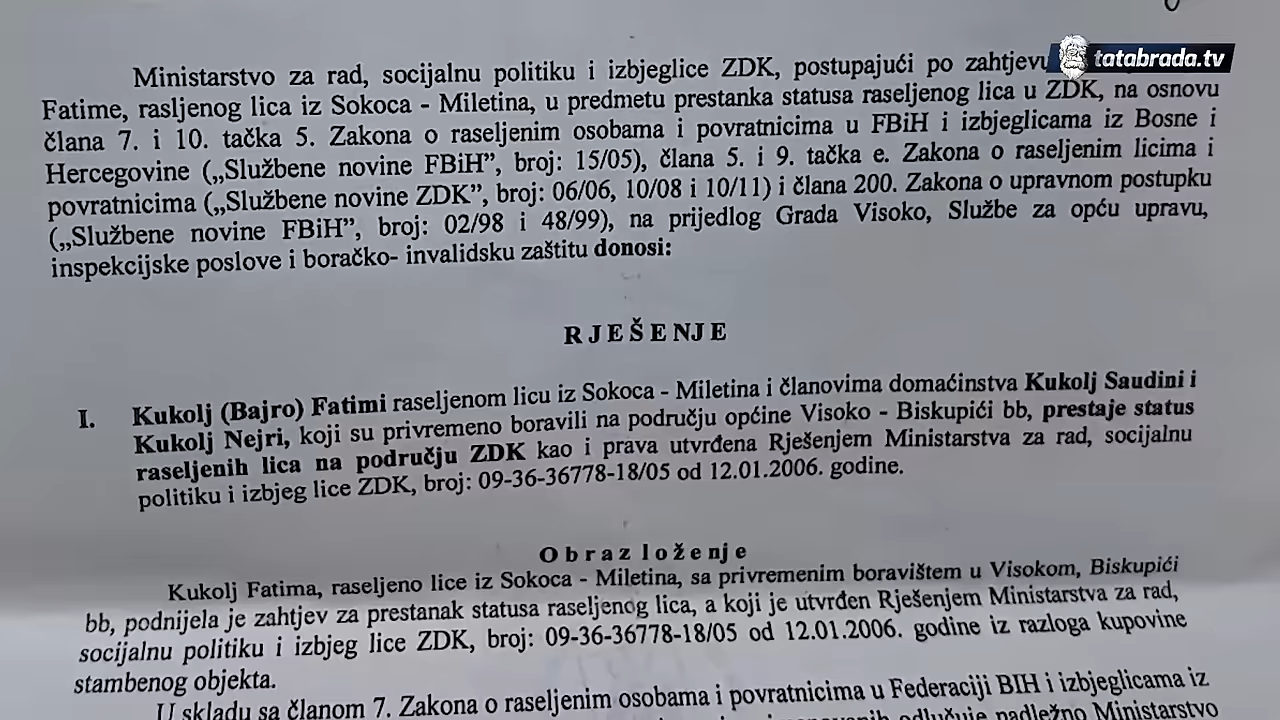 tatabrada.tv
Ministarstvo za rad, socijalnu politiku i izbjeglice ZDK, postupajući po zahtjevu
Fatime, rasljenog lica iz Sokoca - Miletina, u predmetu prestanka statusa raseljenog lica u ZDK, na osnovu
člana 7. i 10. tačka 5. Zakona o raseljenim osobama i povratnicima u FBiH i izbjeglicama iz Bosne i
Hercegovine („Službene novine FBiH”, broj: 15/05), člana 5. i 9. tačka e. Zakona o raseljenim licima i
povratnicima („Službene novine ZDK”, broj: 06/06, 10/08 i 10/11) i člana 200. Zakona o upravnom postupku
(„Službene novine FBiH”, broj: 02/98 i 48/99), na prijedlog Grada Visoko, Službe za opću upravu,
inspekcijske poslove i boračko- invalidsku zaštitu donosi:
RJEŠENJE
I. Kukolj (Bajro) Fatimi raseljenom licu iz Sokoca - Miletina i članovima domaćinstva Kukolj Saudini i
Kukolj Nejri, koji su privremeno boravili na području općine Visoko - Biskupići bb, prestaje status
raseljenih lica na području ZDK kao i prava utvrđena Rješenjem Ministarstva za rad, socijalnu
politiku i izbjeg lice ZDK, broj: 09-36-36778-18/05 od 12.01.2006. godine.
Obrazloženje
Kukolj Fatima, raseljeno lice iz Sokoca - Miletina, sa privremenim boravištem u Visokom, Biskupići
bb, podnijela je zahtjev za prestanak statusa raseljenog lica, a koji je utvrđen Rješenjem Ministarstva za rad,
socijalnu politiku i izbjeg lice ZDK, broj: 09-36-36778-18/05 od 12.01.2006. godine iz razloga kupovine
stambenog objekta.
U skladu sa članom 7. Zakona o raseljenim osobama i povratnicima u Federaciji BIH i izbjeglicama iz
odlučuje nadležno Ministarstvo